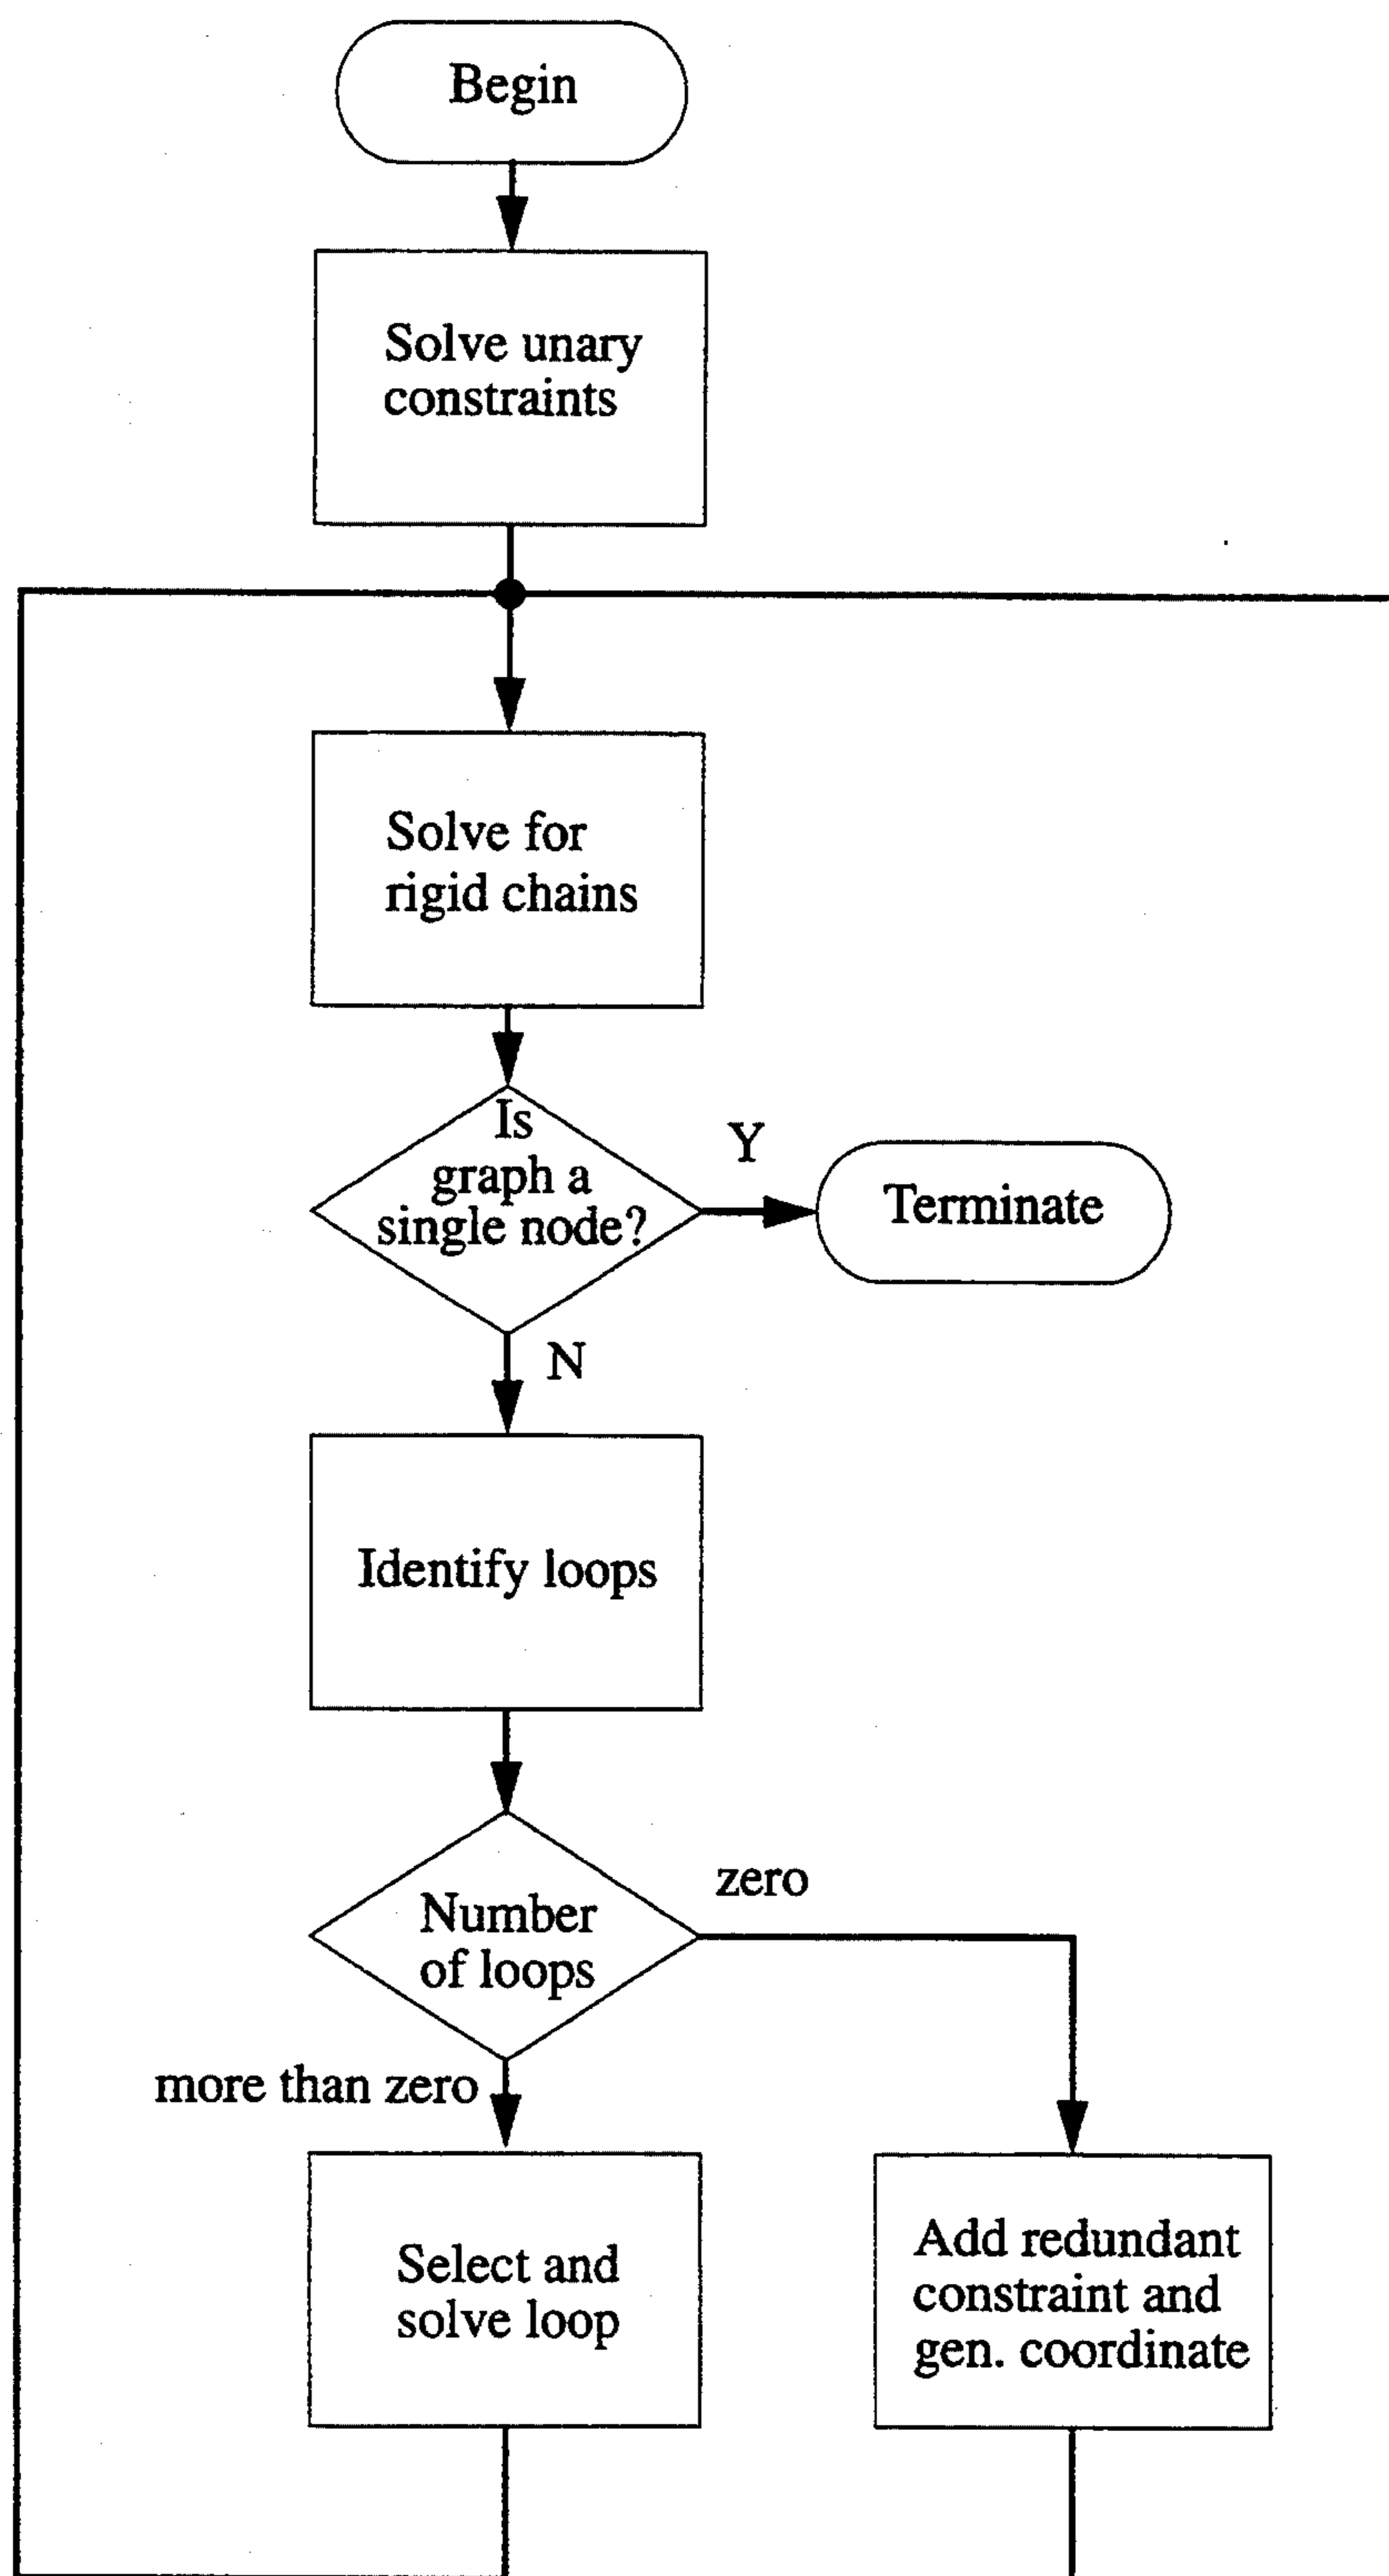 Begin
Solve unary
constraints
Solve for
rigid chains
Is
graph a
single node?
Y
Terminate
N
Identify loops
Number
of loops
zero
more than zero
Select and
solve loop
Add redundant
constraint and
gen. coordinate